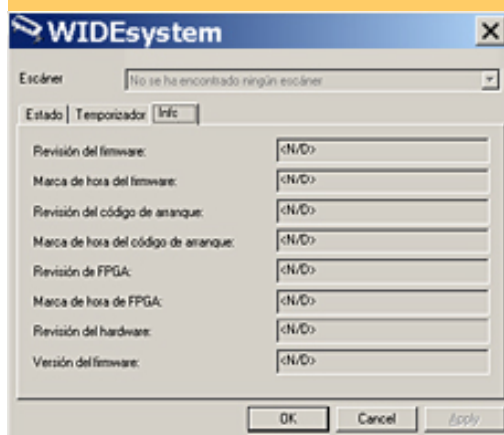 WIDEsystem
Escáner No se ha encontrado ningún escáner
Estado Temporizador Info
Revisión del firmware: <N/D>
Marca de hora del firmware: <N/D>
Revisión del código de arranque: <N/D>
Marca de hora del código de arranque: <N/D>
Revisión de FPGA: <N/D>
Marca de hora de FPGA: <N/D>
Revisión del hardware: <N/D>
Versión del firmware: <N/D>
OK Cancel Apply